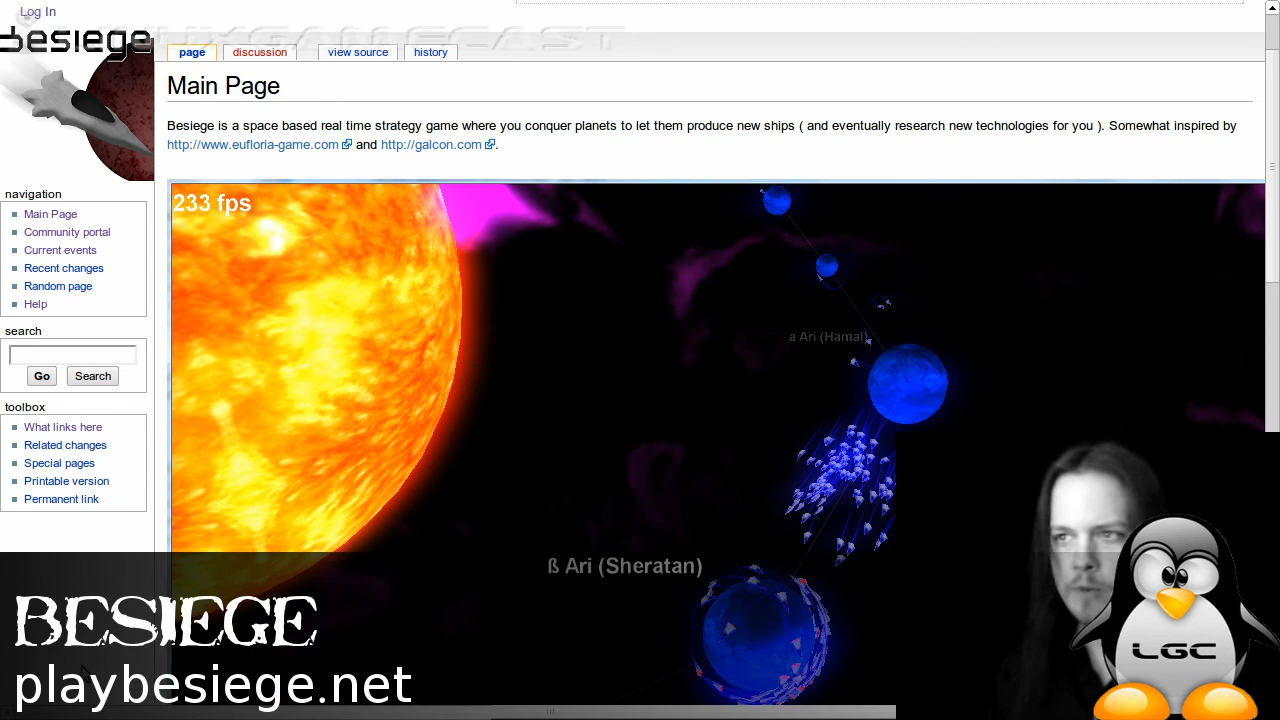 Log In
LINUXGAMECAST
Besiege
page
discussion
view source
history
Main Page
Besiege is a space based real time strategy game where you conquer planets to let them produce new ships ( and eventually research new technologies for you ). Somewhat inspired by
http://www.eufloria-game.com and http://galcon.com.
navigation
Main Page
Community portal
Current events
Recent changes
Random page
Help
search
Go
Search
toolbox
What links here
Related changes
Special pages
Printable version
Permanent link
233 fps
a Ari (Hamal)
ß Ari (Sheratan)
BESIEGE
playbesiege.net
LGC